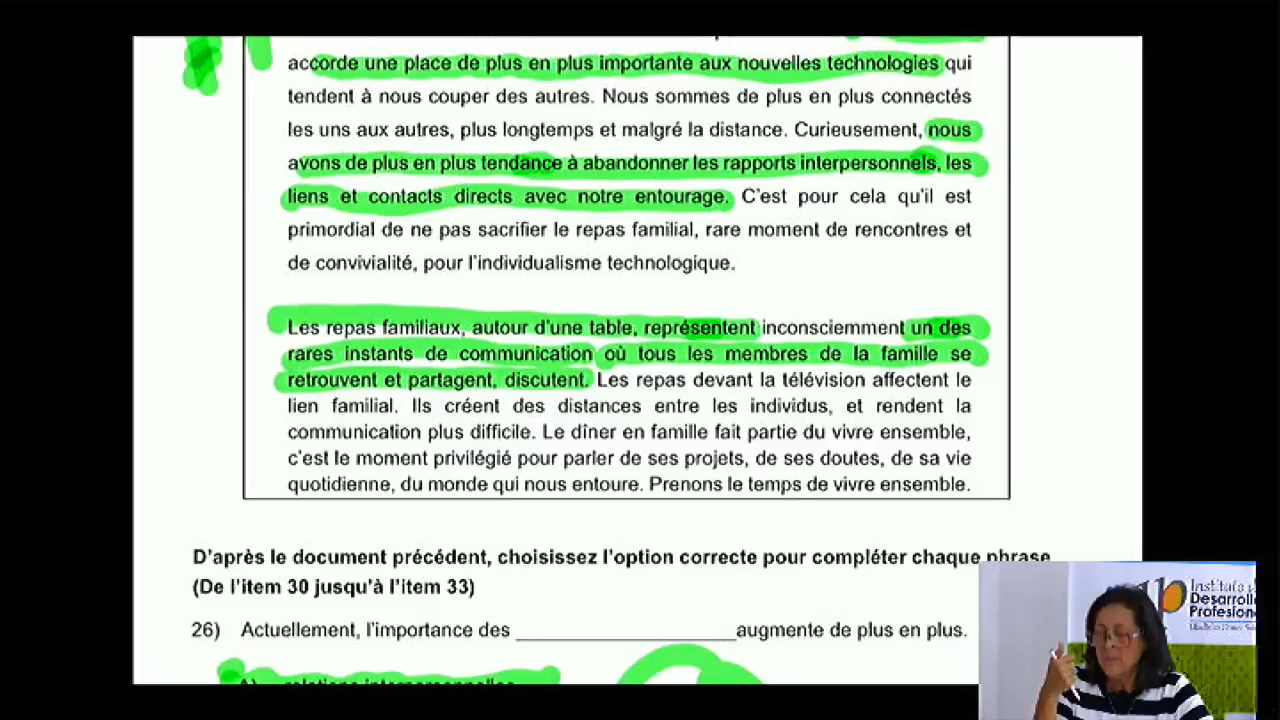 accorde une place de plus en plus importante aux nouvelles technologies qui
tendent à nous couper des autres. Nous sommes de plus en plus connectés
les uns aux autres, plus longtemps et malgré la distance. Curieusement, nous
avons de plus en plus tendance à abandonner les rapports interpersonnels, les
liens et contacts directs avec notre entourage. C'est pour cela qu'il est
primordial de ne pas sacrifier le repas familial, rare moment de rencontres et
de convivialité, pour l'individualisme technologique.
Les repas familiaux, autour d'une table, représentent inconsciemment un des
rares instants de communication où tous les membres de la famille se
retrouvent et partagent, discutent. Les repas devant la télévision affectent le
lien familial. Ils créent des distances entre les individus, et rendent la
communication plus difficile. Le dîner en famille fait partie du vivre ensemble,
c'est le moment privilégié pour parler de ses projets, de ses doutes, de sa vie
quotidienne, du monde qui nous entoure. Prenons le temps de vivre ensemble.
D'après le document précédent, choisissez l'option correcte pour compléter chaque phrase
(De l'item 30 jusqu'à l'item 33)
26) Actuellement, l'importance des ____________________ augmente de plus en plus.
A) relations interpersonnelles
Instituto
Desarrollo
Profesional